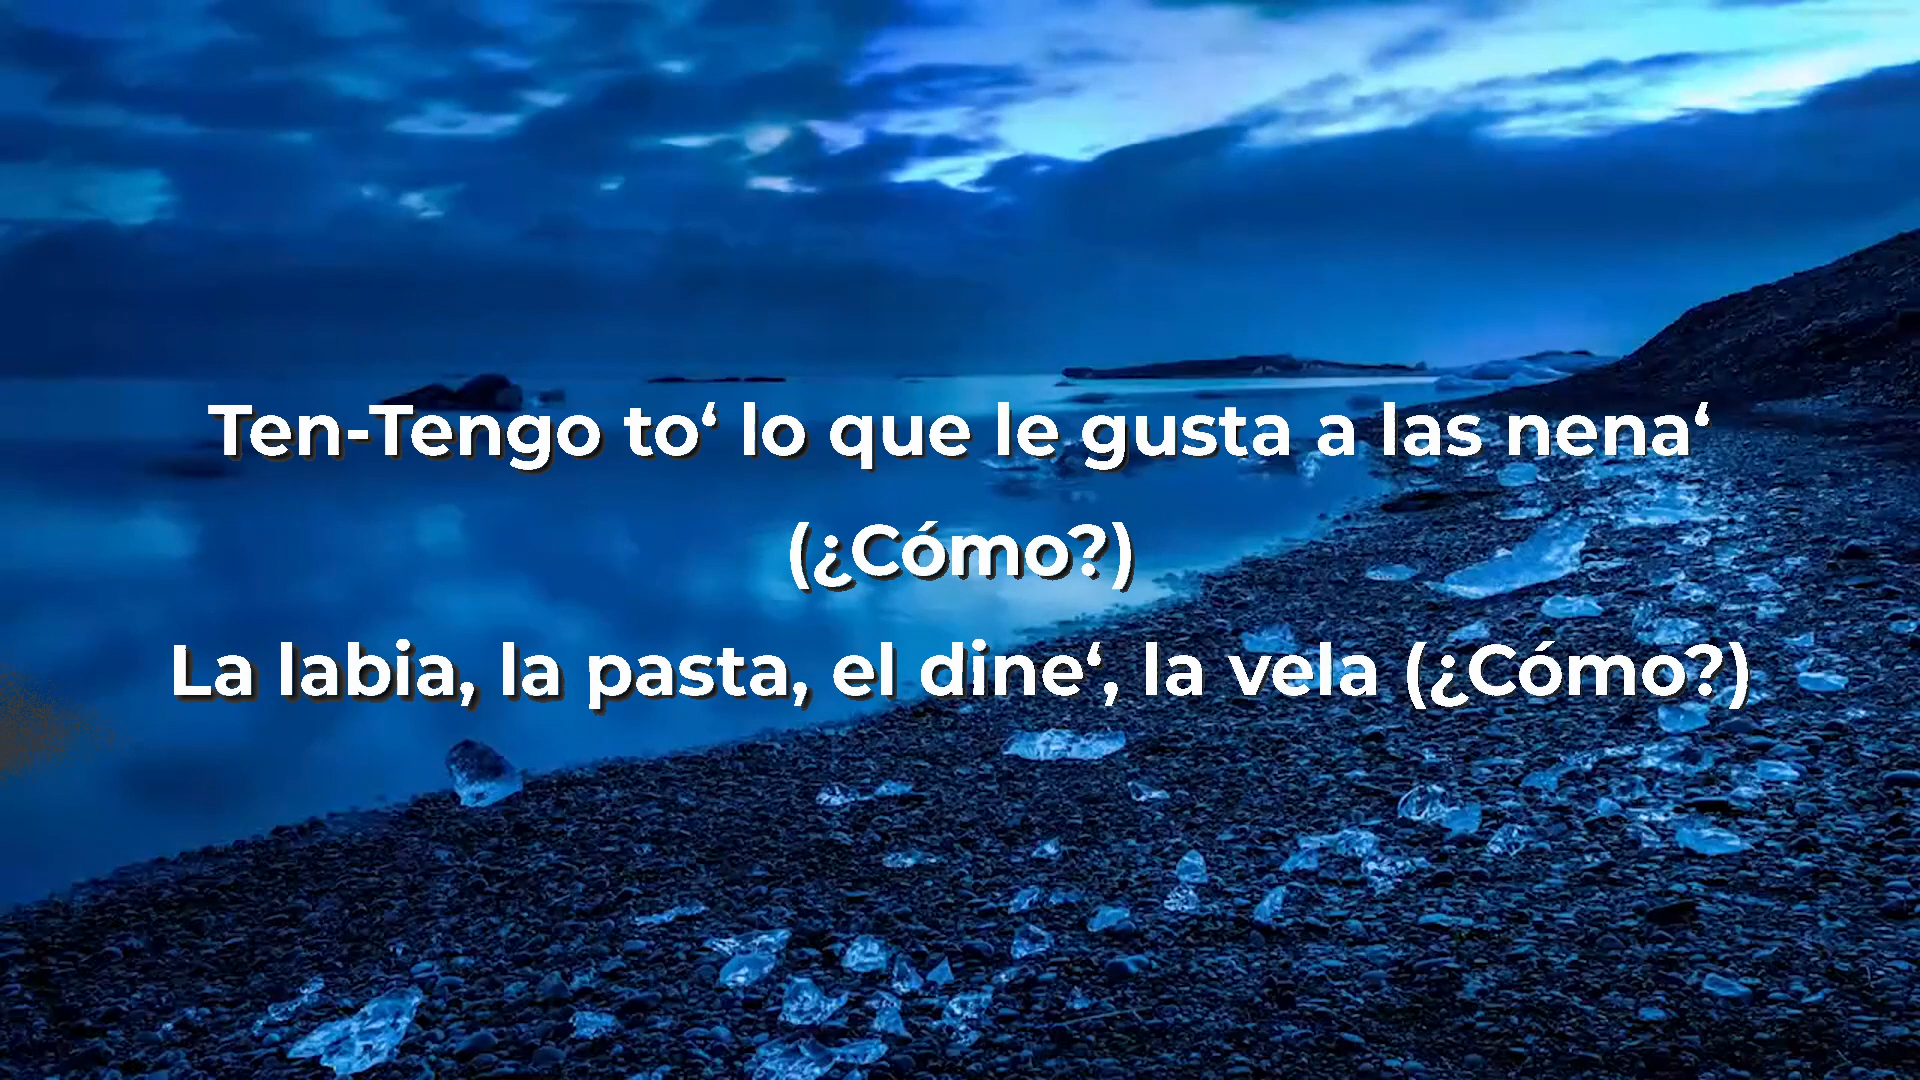 Ten-Tengo to‘ lo que le gusta a las nena‘
(¿Cómo?)
La labia, la pasta, el dine‘, la vela (¿Cómo?)